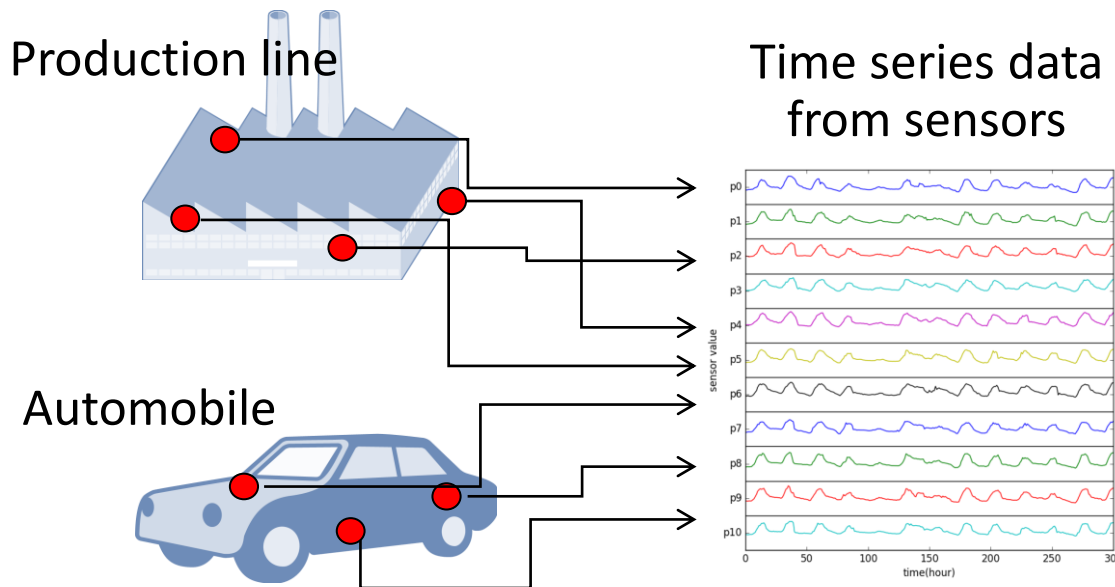 Production line
Automobile
Time series data
from sensors
p0
p1
p2
p3
p4
p5
p6
p7
p8
p9
p10
sensor value
0 50 100 150 200 250 300
time(hour)